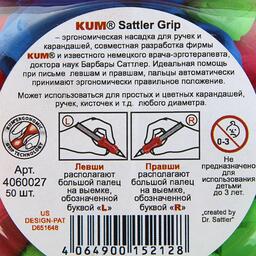 KUM® Sattler Grip
– эргономическая насадка для ручек и
карандашей, совместная разработка фирмы
KUM® и известного немецкого врача-эрготерапевта,
доктора наук Барбары Саттлер. Идеальная помощь
при письме левшам и правшам, пальцы автоматически
принимают эргономически правильное положение.
Может использоваться для простых и цветных карандашей,
ручек, кисточек и т.д. любого диаметра.
L
R
0-3
Арт.
4060027
50 шт.
Левши
располагают
большой палец
на выемке,
обозначенной
буквой «L»
Правши
располагают
большой палец
на выемке,
обозначенной
буквой «R»
Не
предназначено
для
использования
детьми
до 3 лет.
US
DESIGN-PAT
D651648
„created by
Dr. Sattler"
4 064900 152128